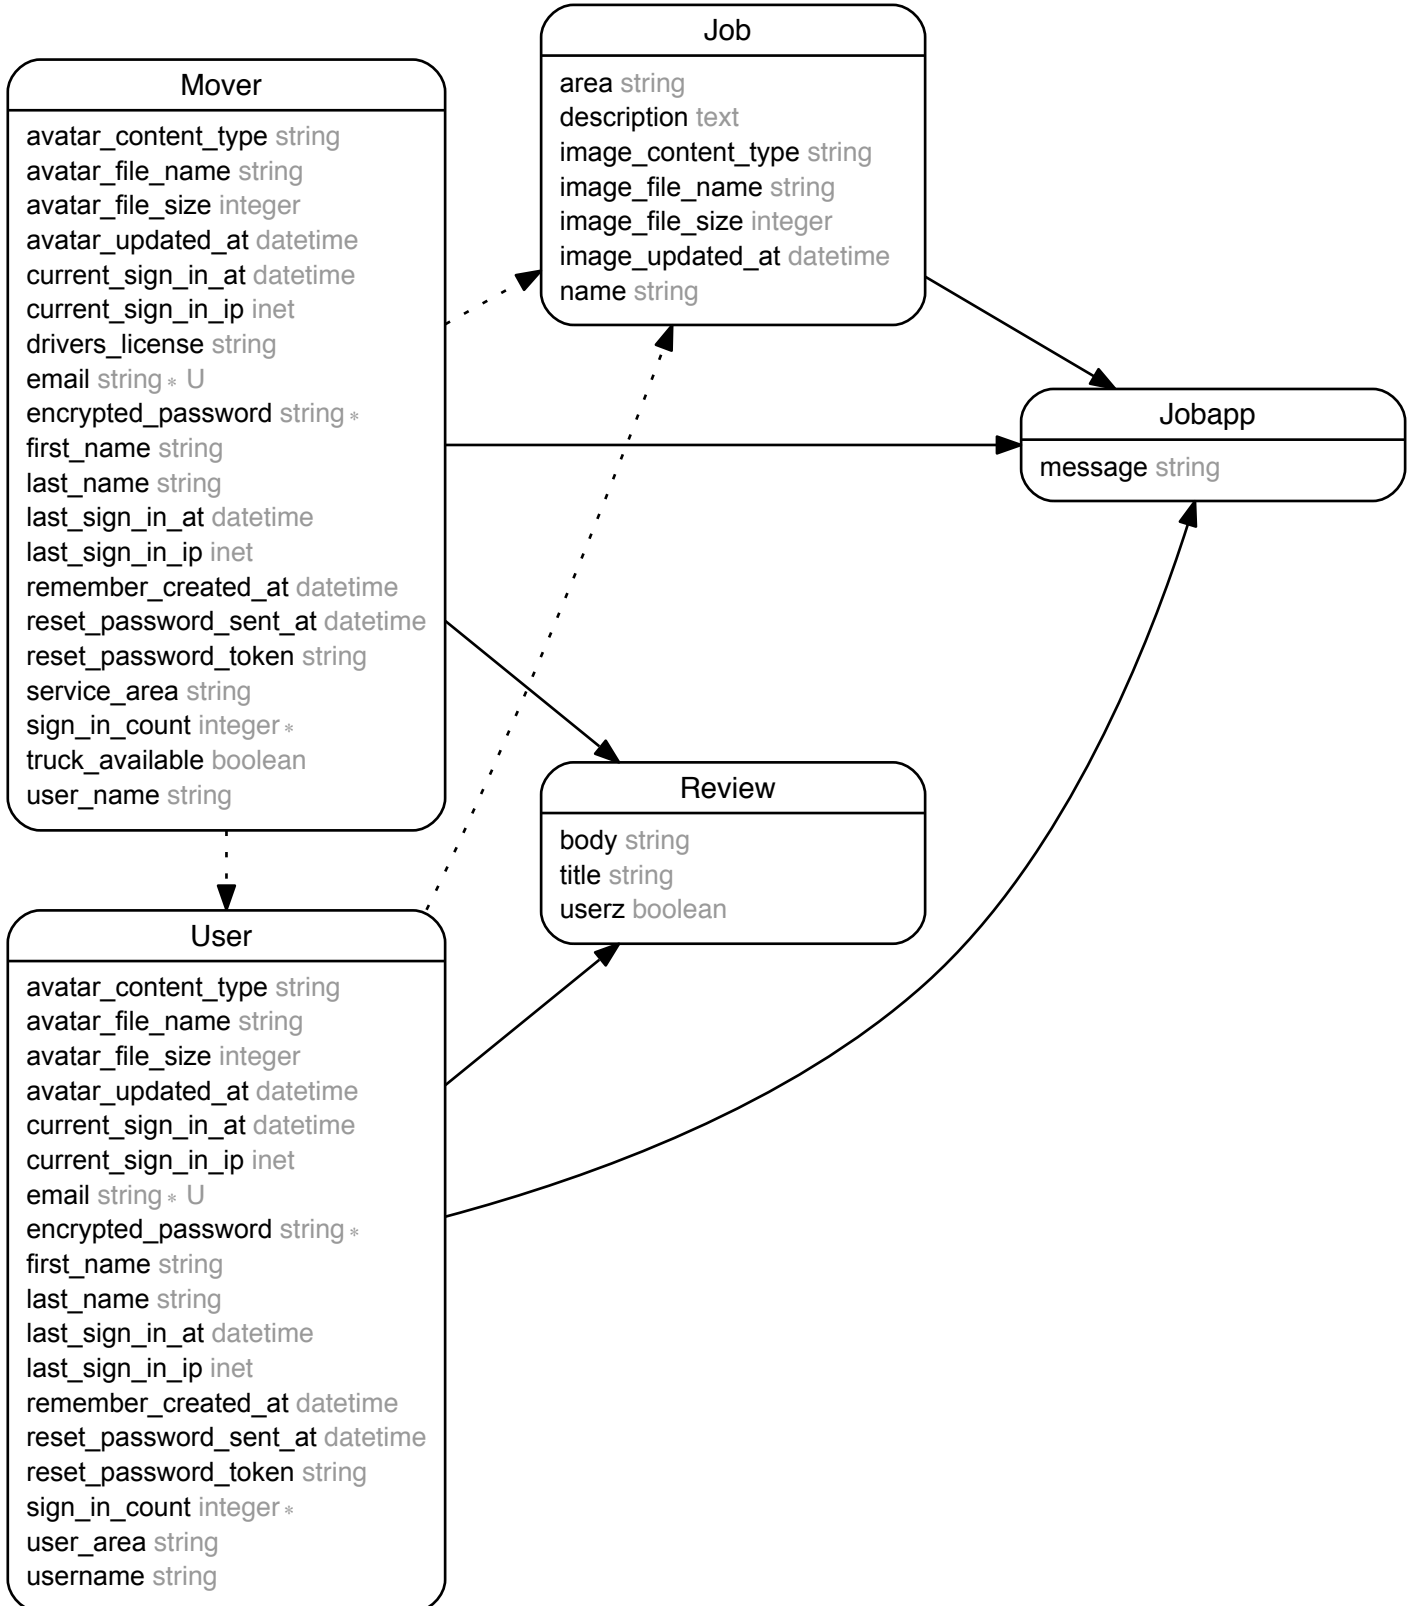 Job
area string
description text
image_content_type string
image_file_name string
image_file_size integer
image_updated_at datetime
name string
Mover
avatar_content_type string
avatar_file_name string
avatar_file_size integer
avatar_updated_at datetime
current_sign_in_at datetime
current_sign_in_ip inet
drivers_license string
email string * U
encrypted_password string *
first_name string
last_name string
last_sign_in_at datetime
last_sign_in_ip inet
remember_created_at datetime
reset_password_sent_at datetime
reset_password_token string
service_area string
sign_in_count integer *
truck_available boolean
user_name string
Jobapp
message string
Review
body string
title string
userz boolean
User
avatar_content_type string
avatar_file_name string
avatar_file_size integer
avatar_updated_at datetime
current_sign_in_at datetime
current_sign_in_ip inet
email string * U
encrypted_password string *
first_name string
last_name string
last_sign_in_at datetime
last_sign_in_ip inet
remember_created_at datetime
reset_password_sent_at datetime
reset_password_token string
sign_in_count integer *
user_area string
username string